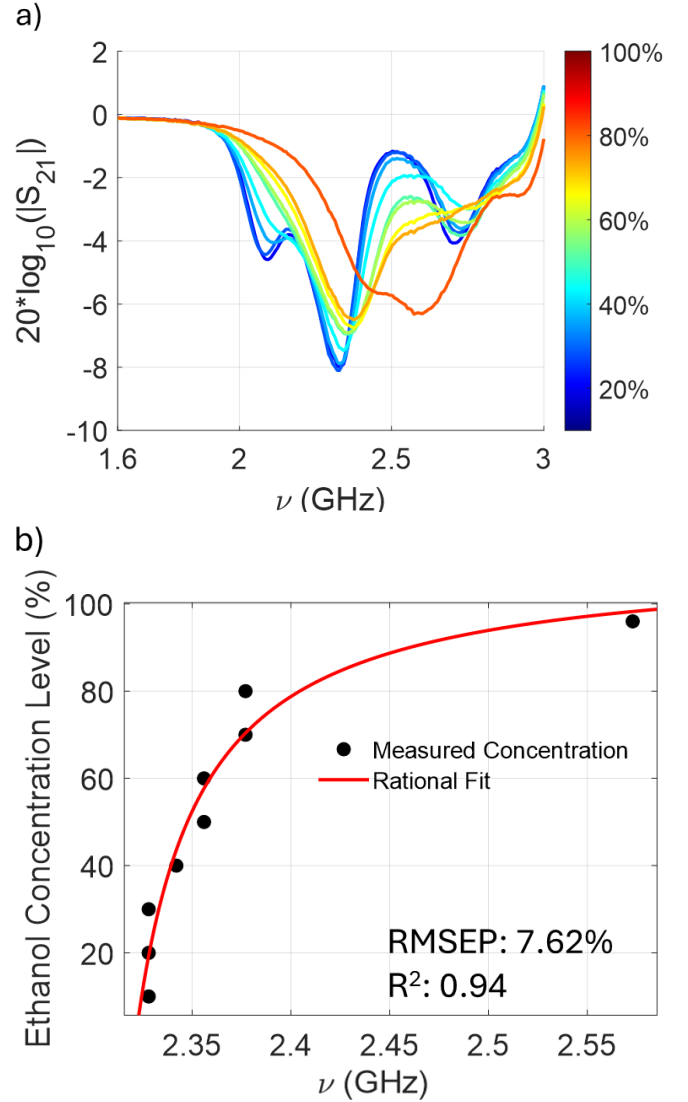 a)
2
0
-2
-4
-6
-8
-10
20*log10(|S21|)
1.6
2
2.5
3
ν (GHz)
100%
80%
60%
40%
20%
b)
Ethanol Concentration Level (%)
100
80
60
40
20
Measured Concentration
Rational Fit
RMSEP: 7.62%
R²: 0.94
2.35
2.4
2.45
2.5
2.55
ν (GHz)